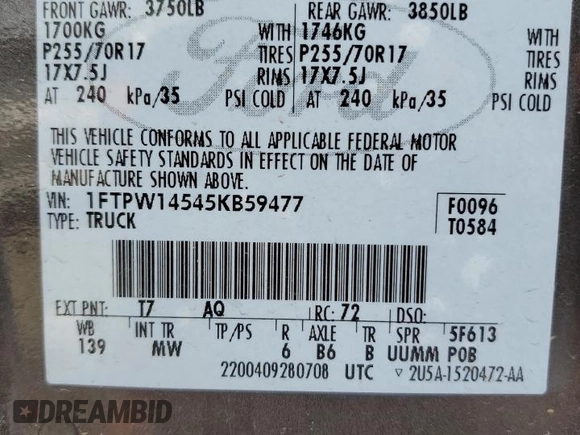 FRONT GAWR: 3750LB REAR GAWR: 3850LB
1700KG WITH 1746KG WITH
P255/70R17 TIRES P255/70R17 TIRES
17X7.5J RIMS 17X7.5J RIMS
AT 240 kPa/35 PSI COLD AT 240 kPa/35 PSI COLD
Ford
THIS VEHICLE CONFORMS TO ALL APPLICABLE FEDERAL MOTOR
VEHICLE SAFETY STANDARDS IN EFFECT ON THE DATE OF
MANUFACTURE SHOWN ABOVE.
VIN: 1FTPW14545KB59477 F0096
TYPE: TRUCK T0584
EXT PNT: T7 AQ RC: 72 DSO:
WB INT TR TP/PS R AXLE TR SPR 5F613
139 MW 6 B6 B UUMM POB
2200409280708 UTC ▽ 2U5A-1520472-AA
DREAMBID.com